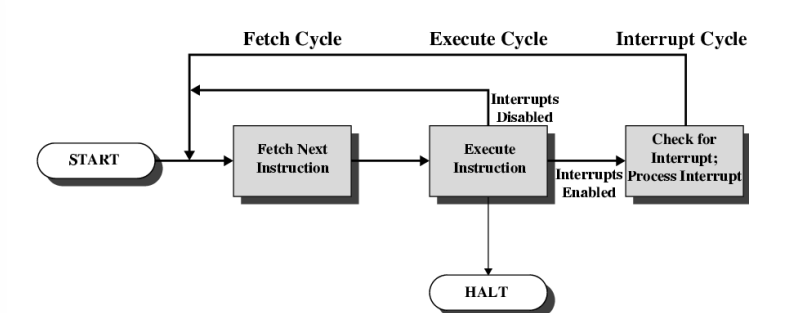 Fetch Cycle
Execute Cycle
Interrupt Cycle
START
Fetch Next
Instruction
Execute
Instruction
Interrupts
Disabled
Interrupts
Enabled
Check for
Interrupt;
Process Interrupt
HALT